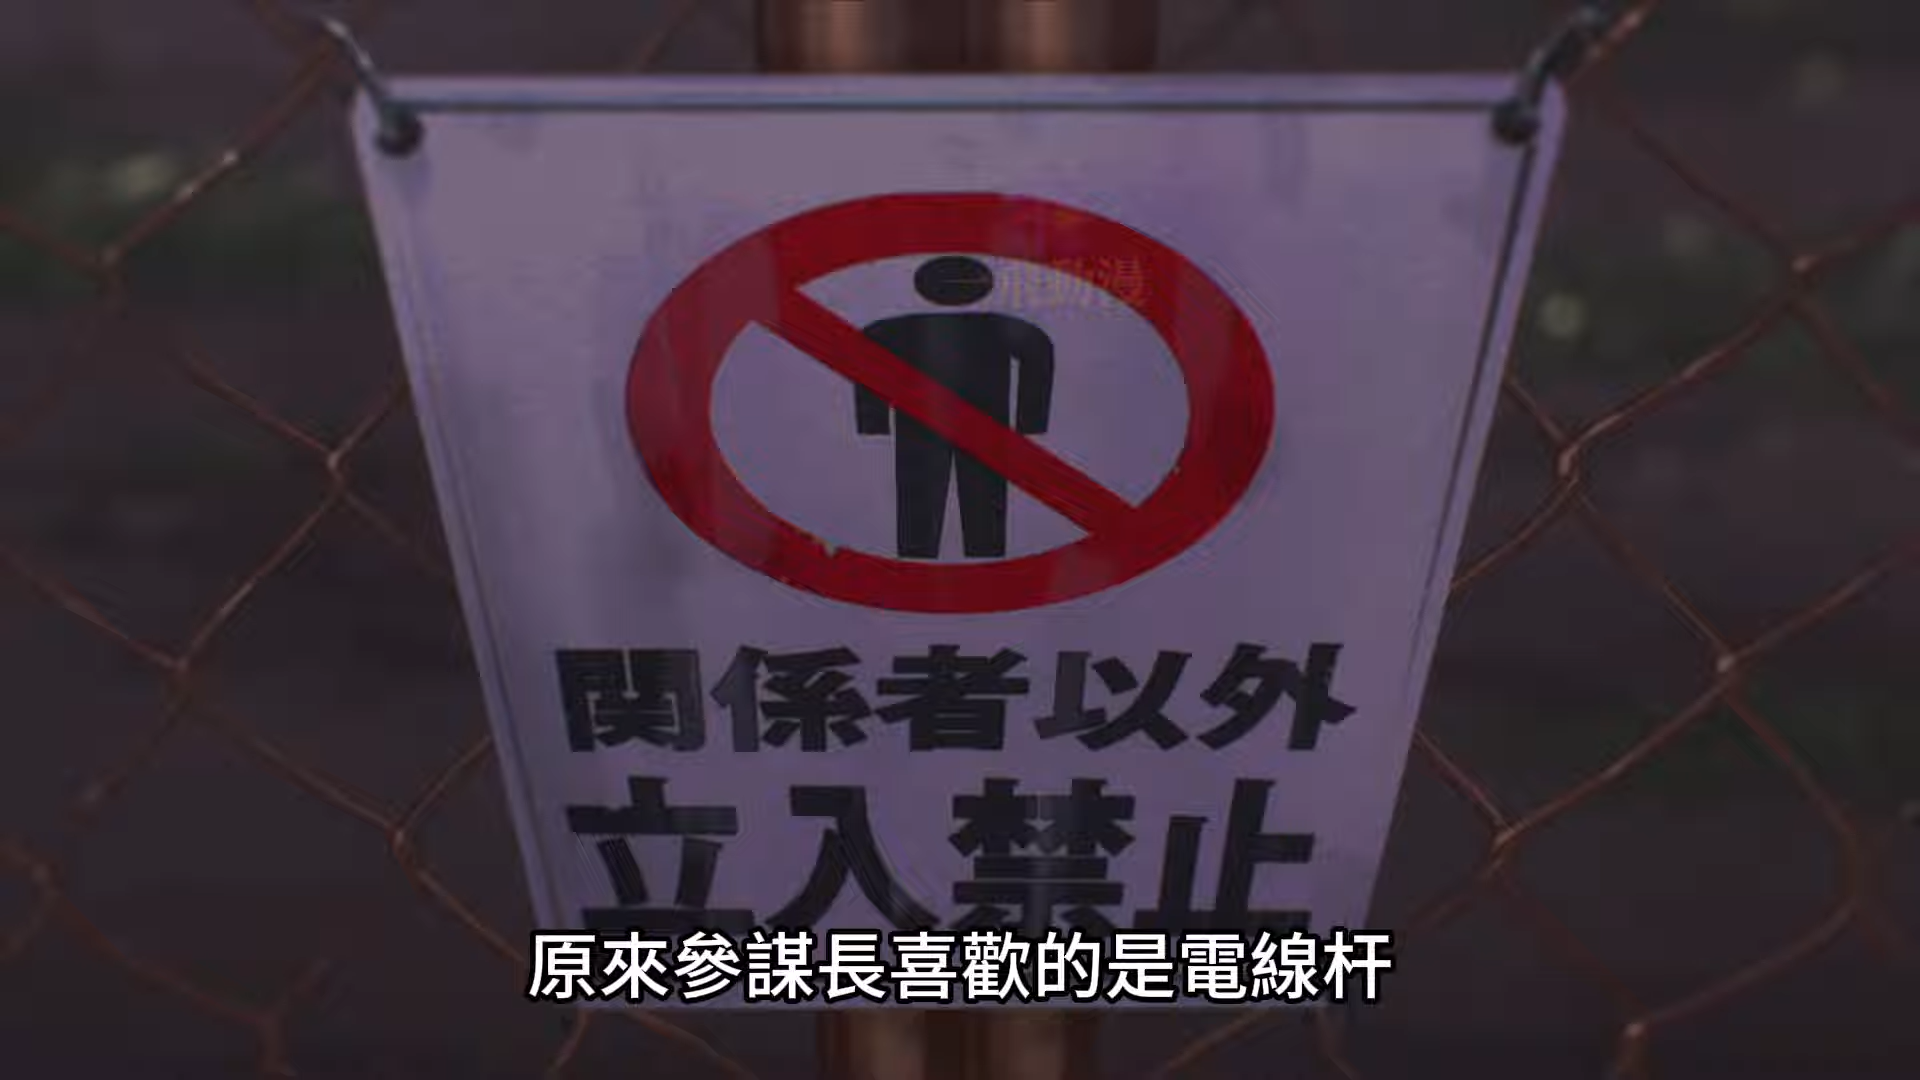 関係者以外
立入禁止
原來參謀長喜歡的是電線杆